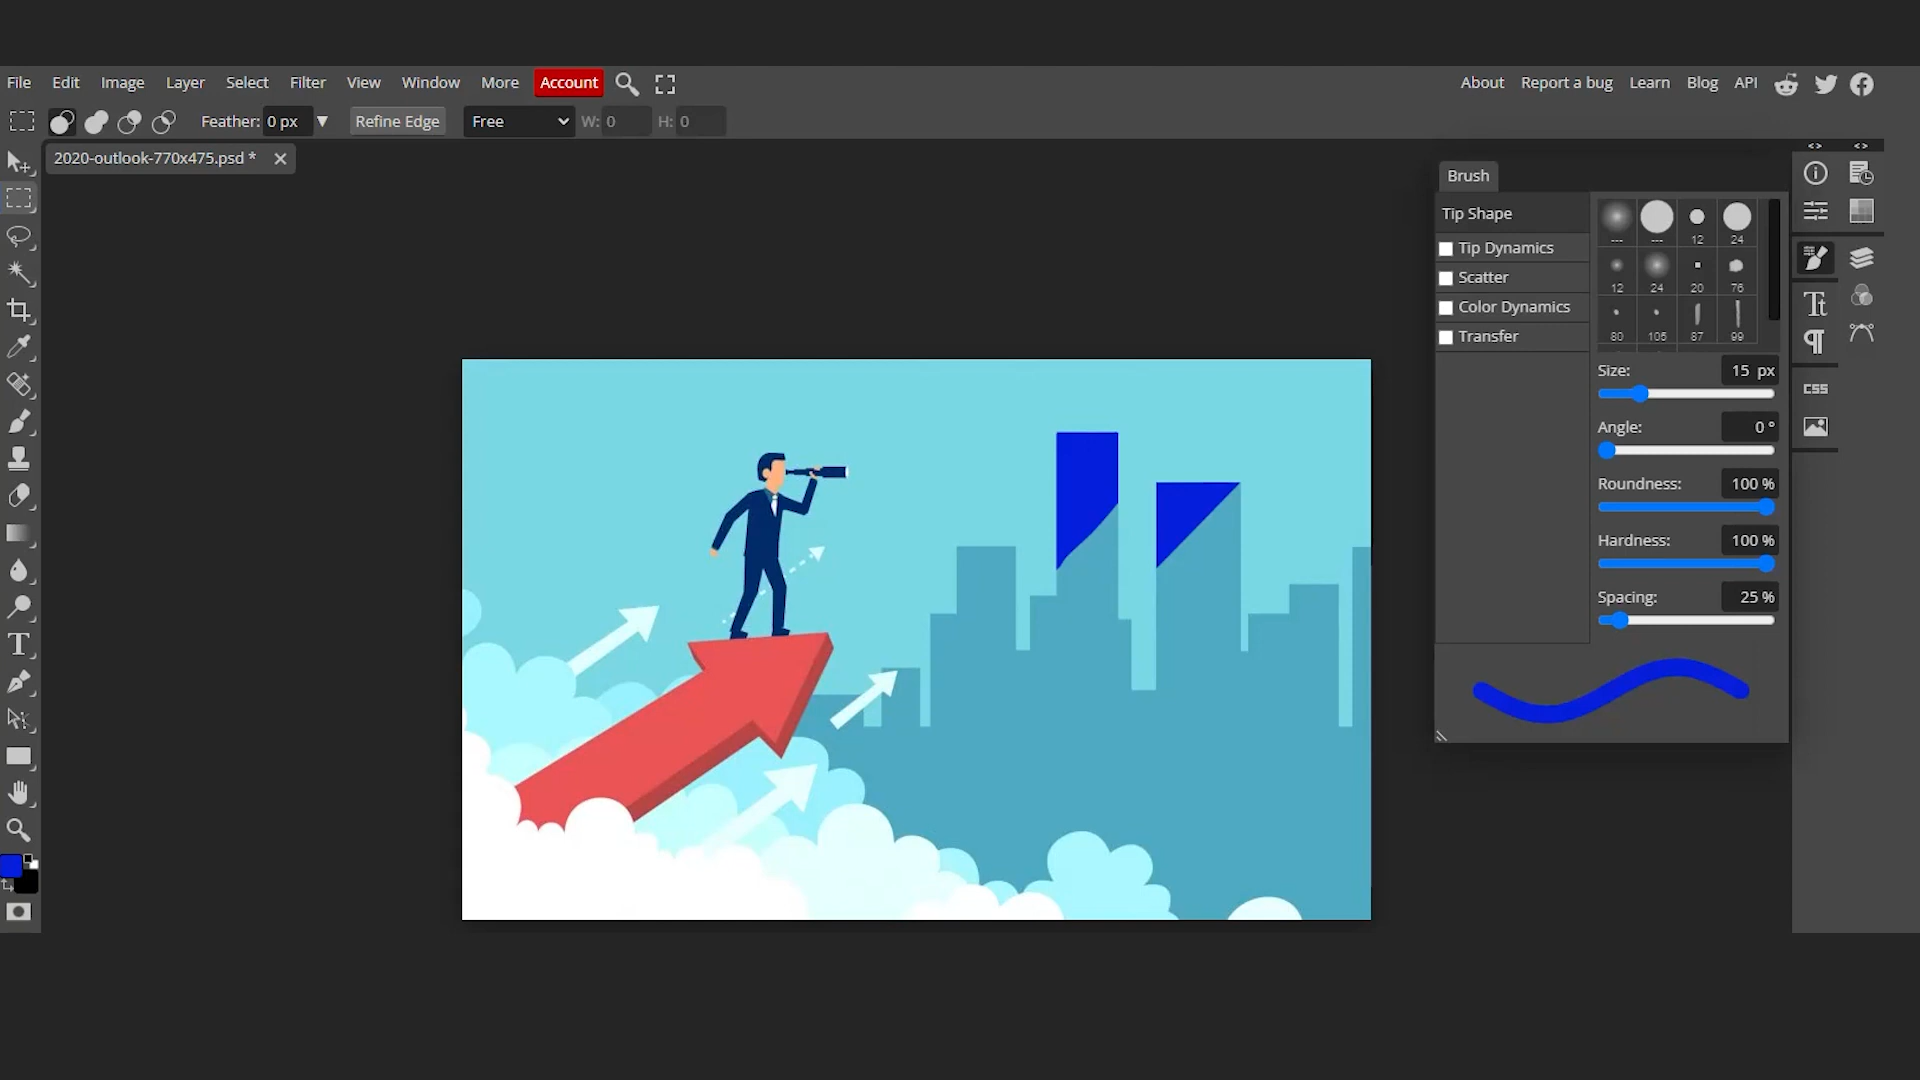 File Edit Image Layer Select Filter View Window More Account
About Report a bug Learn Blog API
Feather: 0 px Refine Edge Free W: 0 H: 0
2020-outlook-770x475.psd *
Brush
Tip Shape
Tip Dynamics
Scatter
Color Dynamics
Transfer
--- --- 12 24
12 24 20 76
80 105 87 99
Size: 15 px
Angle: 0 °
Roundness: 100 %
Hardness: 100 %
Spacing: 25 %
CSS